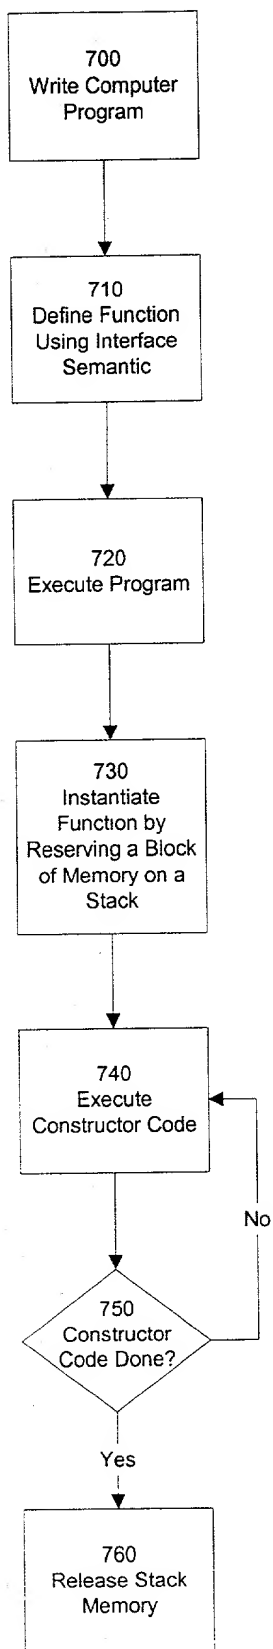 700
Write Computer
Program
710
Define Function
Using Interface
Semantic
720
Execute Program
730
Instantiate
Function by
Reserving a Block
of Memory on a
Stack
740
Execute
Constructor Code
No
750
Constructor
Code Done?
Yes
760
Release Stack
Memory